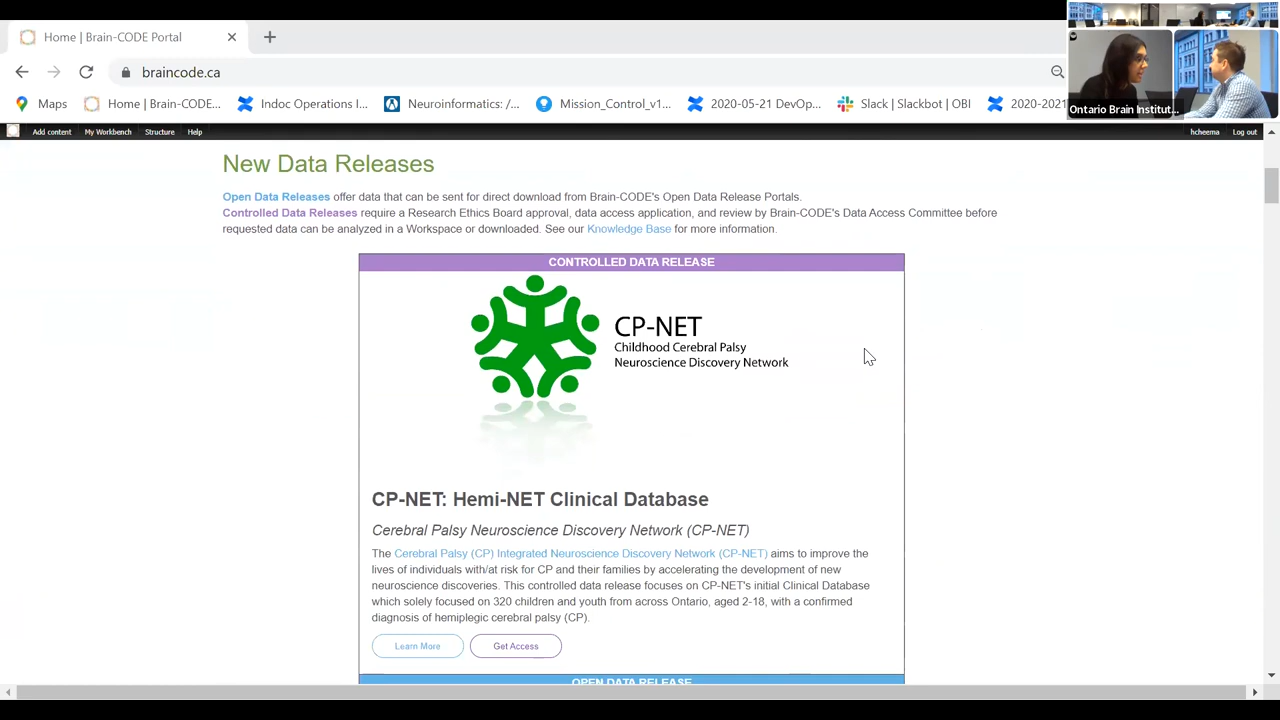 Home | Brain-CODE Portal
braincode.ca
Maps
Home | Brain-CODE...
Indoc Operations I...
Neuroinformatics: /...
Mission_Control_v1...
2020-05-21 DevOp...
Slack | Slackbot | OBI
2020-2021
Ontario Brain Institut...
Add content
My Workbench
Structure
Help
hcheema
Log out
New Data Releases
Open Data Releases offer data that can be sent for direct download from Brain-CODE's Open Data Release Portals.
Controlled Data Releases require a Research Ethics Board approval, data access application, and review by Brain-CODE's Data Access Committee before
requested data can be analyzed in a Workspace or downloaded. See our Knowledge Base for more information.
CONTROLLED DATA RELEASE
CP-NET
Childhood Cerebral Palsy
Neuroscience Discovery Network
CP-NET: Hemi-NET Clinical Database
Cerebral Palsy Neuroscience Discovery Network (CP-NET)
The Cerebral Palsy (CP) Integrated Neuroscience Discovery Network (CP-NET) aims to improve the
lives of individuals with/at risk for CP and their families by accelerating the development of new
neuroscience discoveries. This controlled data release focuses on CP-NET's initial Clinical Database
which solely focused on 320 children and youth from across Ontario, aged 2-18, with a confirmed
diagnosis of hemiplegic cerebral palsy (CP).
Learn More
Get Access
OPEN DATA RELEASE